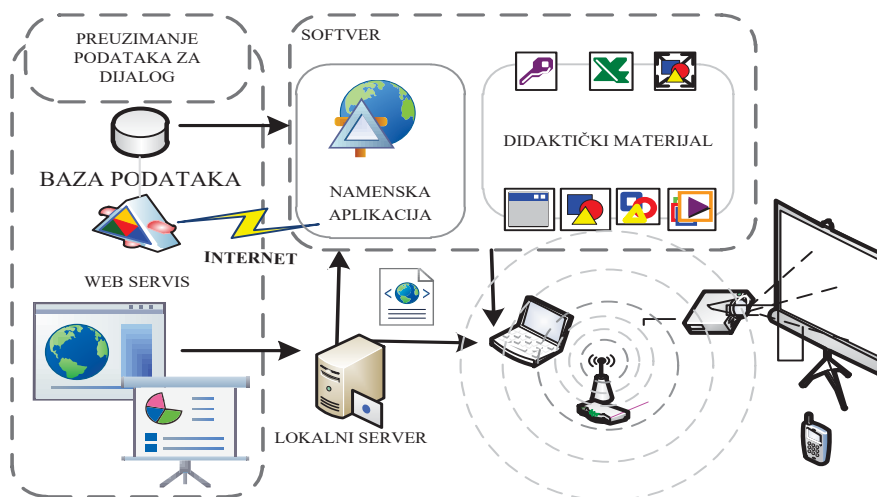 PREUZIMANJE
PODATAKA ZA
DIJALOG
SOFTVER
BAZA PODATAKA
NAMENSKA
APLIKACIJA
DIDAKTIČKI MATERIJAL
INTERNET
WEB SERVIS
LOKALNI SERVER